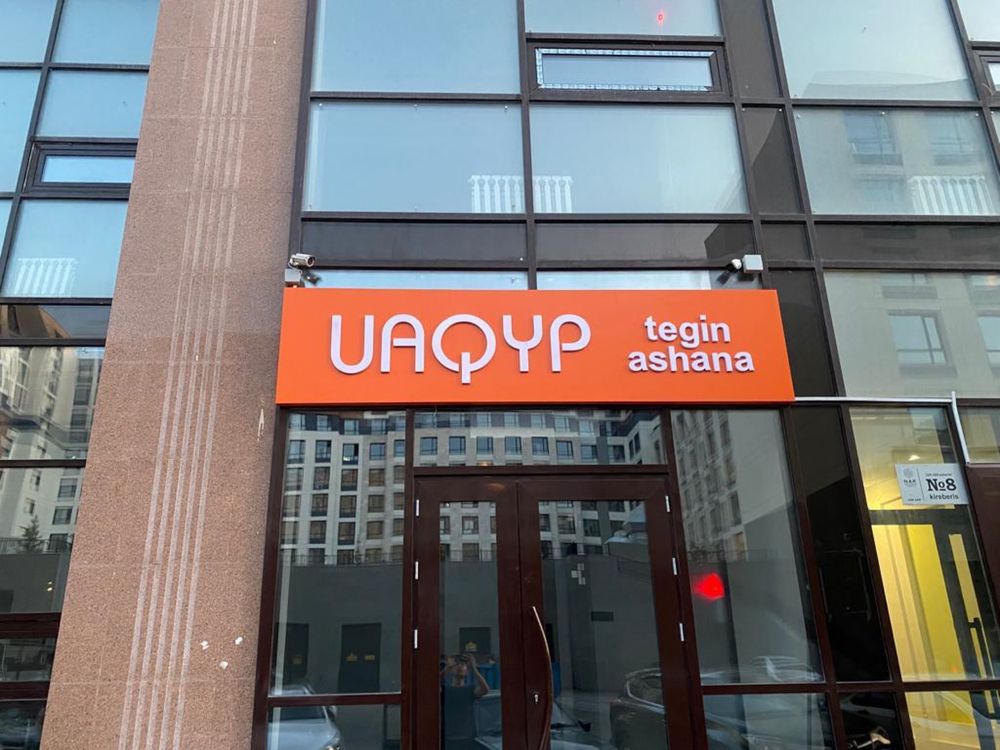 UAQYP
tegin
ashana
№8
kireberis